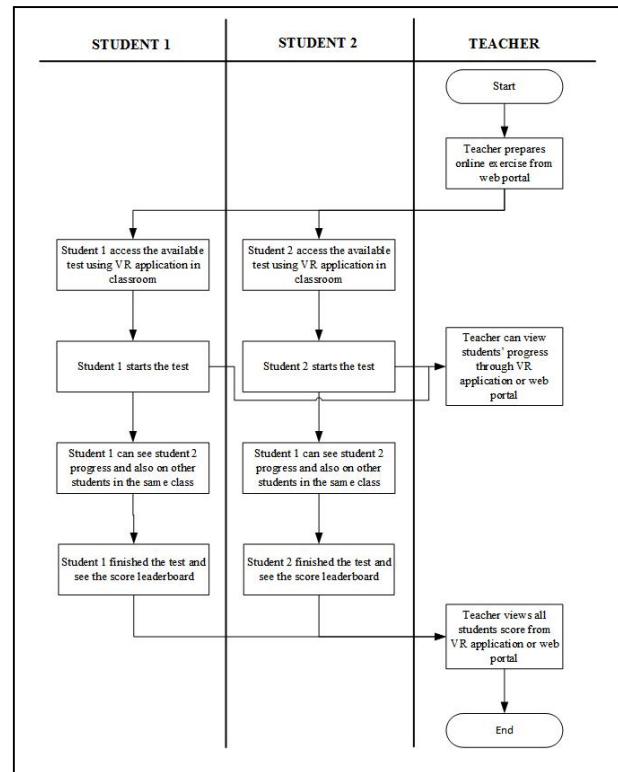 STUDENT 1
STUDENT 2
TEACHER
Start
Teacher prepares
online exercise from
web portal
Student 1 access the available
test using VR application in
classroom
Student 2 access the available
test using VR application in
classroom
Student 1 starts the test
Student 2 starts the test
Teacher can view
students' progress
through VR
application or web
portal
Student 1 can see student 2
progress and also on other
students in the same class
Student 1 can see student 2
progress and also on other
students in the same class
Student 1 finished the test and
see the score leaderboard
Student 2 finished the test and
see the score leaderboard
Teacher views all
students score from
VR application or web
portal
End